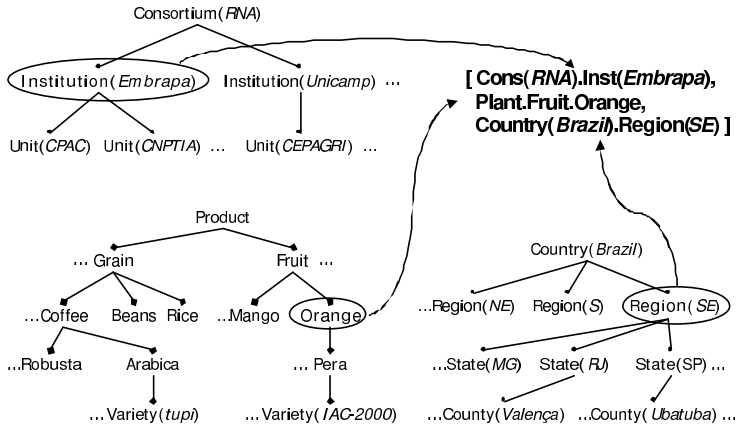 Consortium(RNA)
Institution(Embrapa) Institution(Unicamp) ...
Unit(CPAC) Unit(CNPTIA) ... Unit(CEPAGRI) ...
[ Cons(RNA).Inst(Embrapa),
Plant.Fruit.Orange,
Country(Brazil).Region(SE) ]
Product
... Grain Fruit ...
...Coffee Beans Rice ...Mango Orange
...Robusta Arabica ... Pera
... Variety(tupi) ... Variety(IAC-2000)
Country(Brazil)
...Region(NE) Region(S) Region(SE)
...State(MG) State(RJ) State(SP) ...
...County(Valença) ...County(Ubatuba) ...